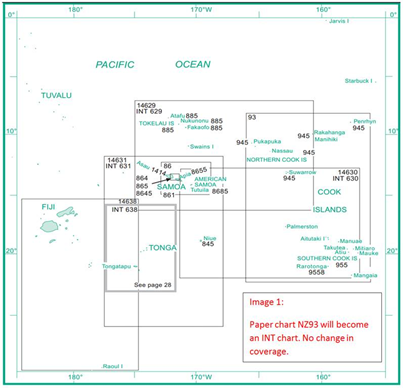 180° 170°W 160°
0° 0°
Jarvis I
PACIFIC OCEAN
TUVALU
Starbuck I
14629
INT 629
93
Atafu 885
TOKELAU IS
Nukunonu 885
Fakaofo 885
885
Penrhyn
945
10° 10°
Rakahanga
945
Manihiki
Pukapuka
945
Swains I
Nassau 945
NORTHERN COOK IS
14631
INT 631
86
1414
Apia
8655
864
865
8645
SAMOA
861
AMERICAN
SAMOA
Tutuila
8685
Suwarrow
945
14630
INT 630
COOK
ISLANDS
14638
INT 638
FIJI
Palmerston
Niue
845
TONGA
Aitutaki I
Manuae
Takutea
Mitiaro
Atiu
Mauke
20° 20°
SOUTHERN COOK IS
955
Rarotonga
9558
Mangaia
Tongatapu
See page 28
Image 1:
Paper chart NZ93 will become
an INT chart. No change in
coverage.
Raoul I
180° 170°W 160°